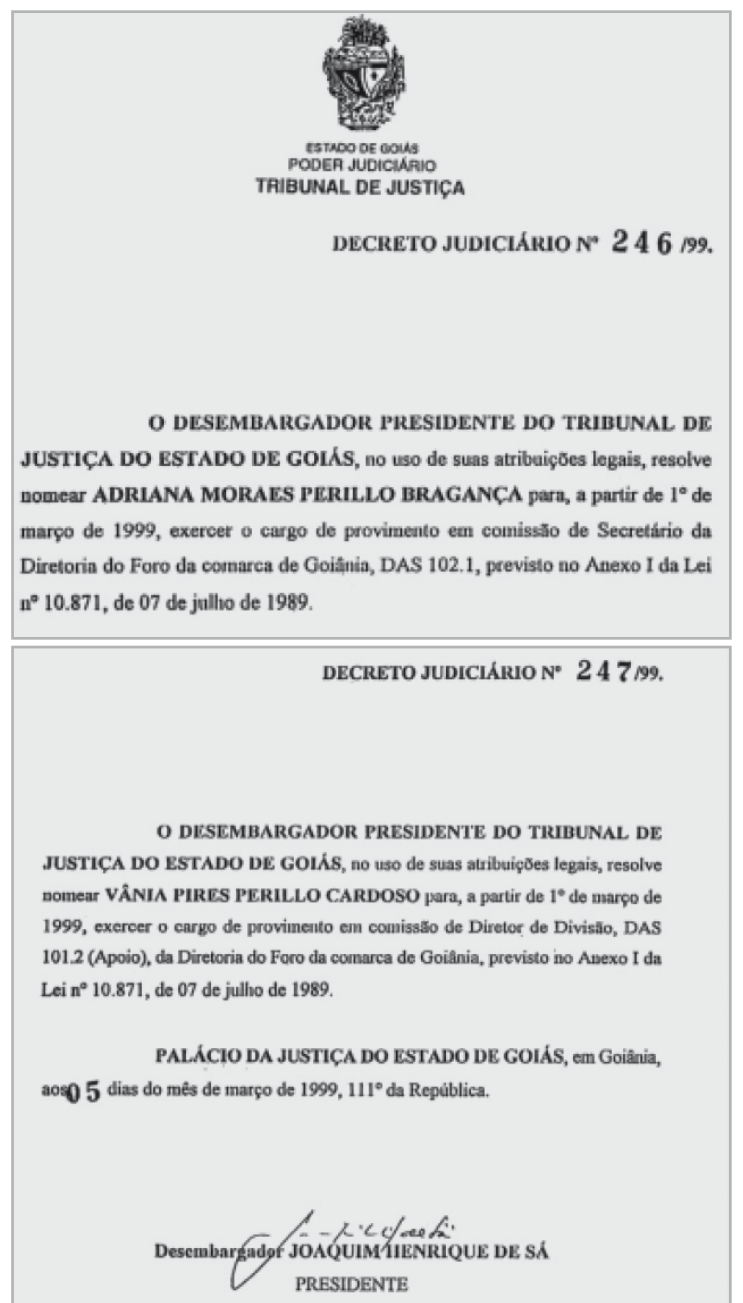 ESTADO DE GOIÁS
PODER JUDICIÁRIO
TRIBUNAL DE JUSTIÇA
DECRETO JUDICIÁRIO Nº 246/99.
O DESEMBARGADOR PRESIDENTE DO TRIBUNAL DE
JUSTIÇA DO ESTADO DE GOIÁS, no uso de suas atribuições legais, resolve
nomear ADRIANA MORAES PERILLO BRAGANÇA para, a partir de 1º de
março de 1999, exercer o cargo de provimento em comissão de Secretário da
Diretoria do Foro da comarca de Goiânia, DAS 102.1, previsto no Anexo I da Lei
nº 10.871, de 07 de julho de 1989.
DECRETO JUDICIÁRIO Nº 247/99.
O DESEMBARGADOR PRESIDENTE DO TRIBUNAL DE
JUSTIÇA DO ESTADO DE GOIÁS, no uso de suas atribuições legais, resolve
nomear VÂNIA PIRES PERILLO CARDOSO para, a partir de 1º de março de
1999, exercer o cargo de provimento em comissão de Diretor de Divisão, DAS
101.2 (Apoio), da Diretoria do Foro da comarca de Goiânia, previsto no Anexo I da
Lei nº 10.871, de 07 de julho de 1989.
PALÁCIO DA JUSTIÇA DO ESTADO DE GOIÁS, em Goiânia,
aos 05 dias do mês de março de 1999, 111º da República.
Desembargador JOAQUIM HENRIQUE DE SÁ
PRESIDENTE